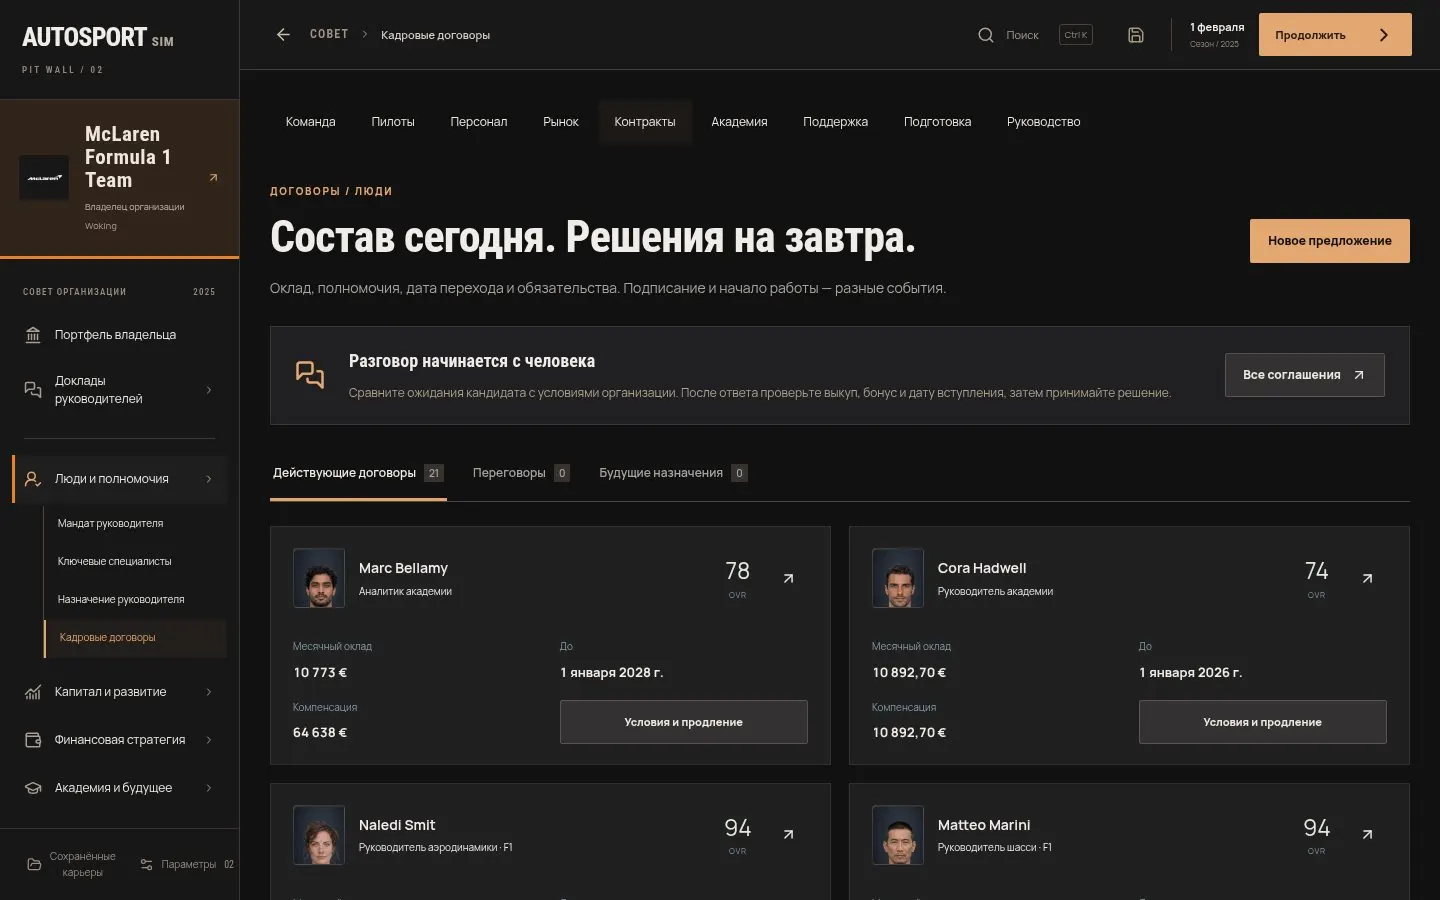 AUTOSPORT SIM
PIT WALL / 02
McLaren
McLaren
Formula 1
Team
Владелец организации
Woking
СОВЕТ ОРГАНИЗАЦИИ 2025
Портфель владельца
Доклады
руководителей
Люди и полномочия
Мандат руководителя
Ключевые специалисты
Назначение руководителя
Кадровые договоры
Капитал и развитие
Финансовая стратегия
Академия и будущее
Сохранённые
карьеры
Параметры 02
СОВЕТ
Кадровые договоры
Поиск
Ctrl K
1 февраля
Сезон / 2025
Продолжить
Команда Пилоты Персонал Рынок Контракты Академия Поддержка Подготовка Руководство
ДОГОВОРЫ / ЛЮДИ
Состав сегодня. Решения на завтра.
Новое предложение
Оклад, полномочия, дата перехода и обязательства. Подписание и начало работы — разные события.
Разговор начинается с человека
Сравните ожидания кандидата с условиями организации. После ответа проверьте выкуп, бонус и дату вступления, затем принимайте решение.
Все соглашения
Действующие договоры 21
Переговоры 0
Будущие назначения 0
Marc Bellamy
Аналитик академии
78
OVR
Месячный оклад
10 773 €
До
1 января 2028 г.
Компенсация
64 638 €
Условия и продление
Cora Hadwell
Руководитель академии
74
OVR
Месячный оклад
10 892,70 €
До
1 января 2026 г.
Компенсация
10 892,70 €
Условия и продление
Naledi Smit
Руководитель аэродинамики · F1
94
OVR
Matteo Marini
Руководитель шасси · F1
94
OVR